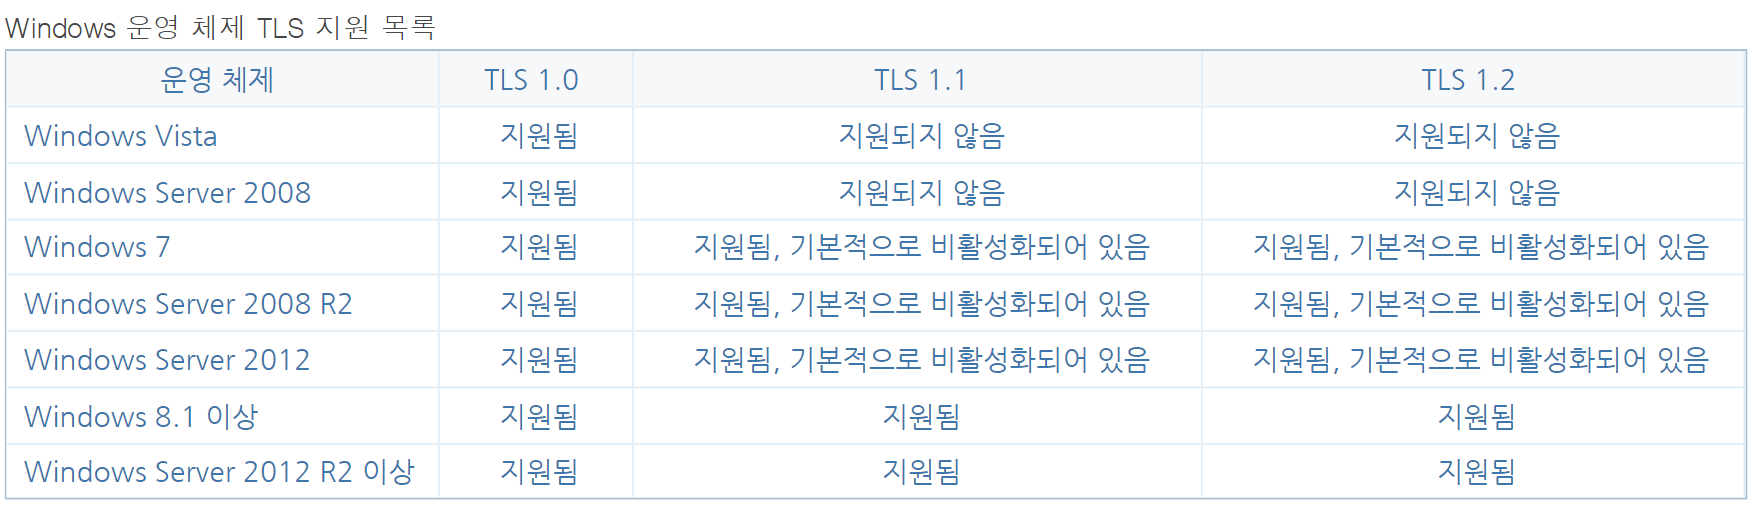 Windows 운영 체제 TLS 지원 목록
운영 체제 TLS 1.0 TLS 1.1 TLS 1.2
Windows Vista 지원됨 지원되지 않음 지원되지 않음
Windows Server 2008 지원됨 지원되지 않음 지원되지 않음
Windows 7 지원됨 지원됨, 기본적으로 비활성화되어 있음 지원됨, 기본적으로 비활성화되어 있음
Windows Server 2008 R2 지원됨 지원됨, 기본적으로 비활성화되어 있음 지원됨, 기본적으로 비활성화되어 있음
Windows Server 2012 지원됨 지원됨, 기본적으로 비활성화되어 있음 지원됨, 기본적으로 비활성화되어 있음
Windows 8.1 이상 지원됨 지원됨 지원됨
Windows Server 2012 R2 이상 지원됨 지원됨 지원됨